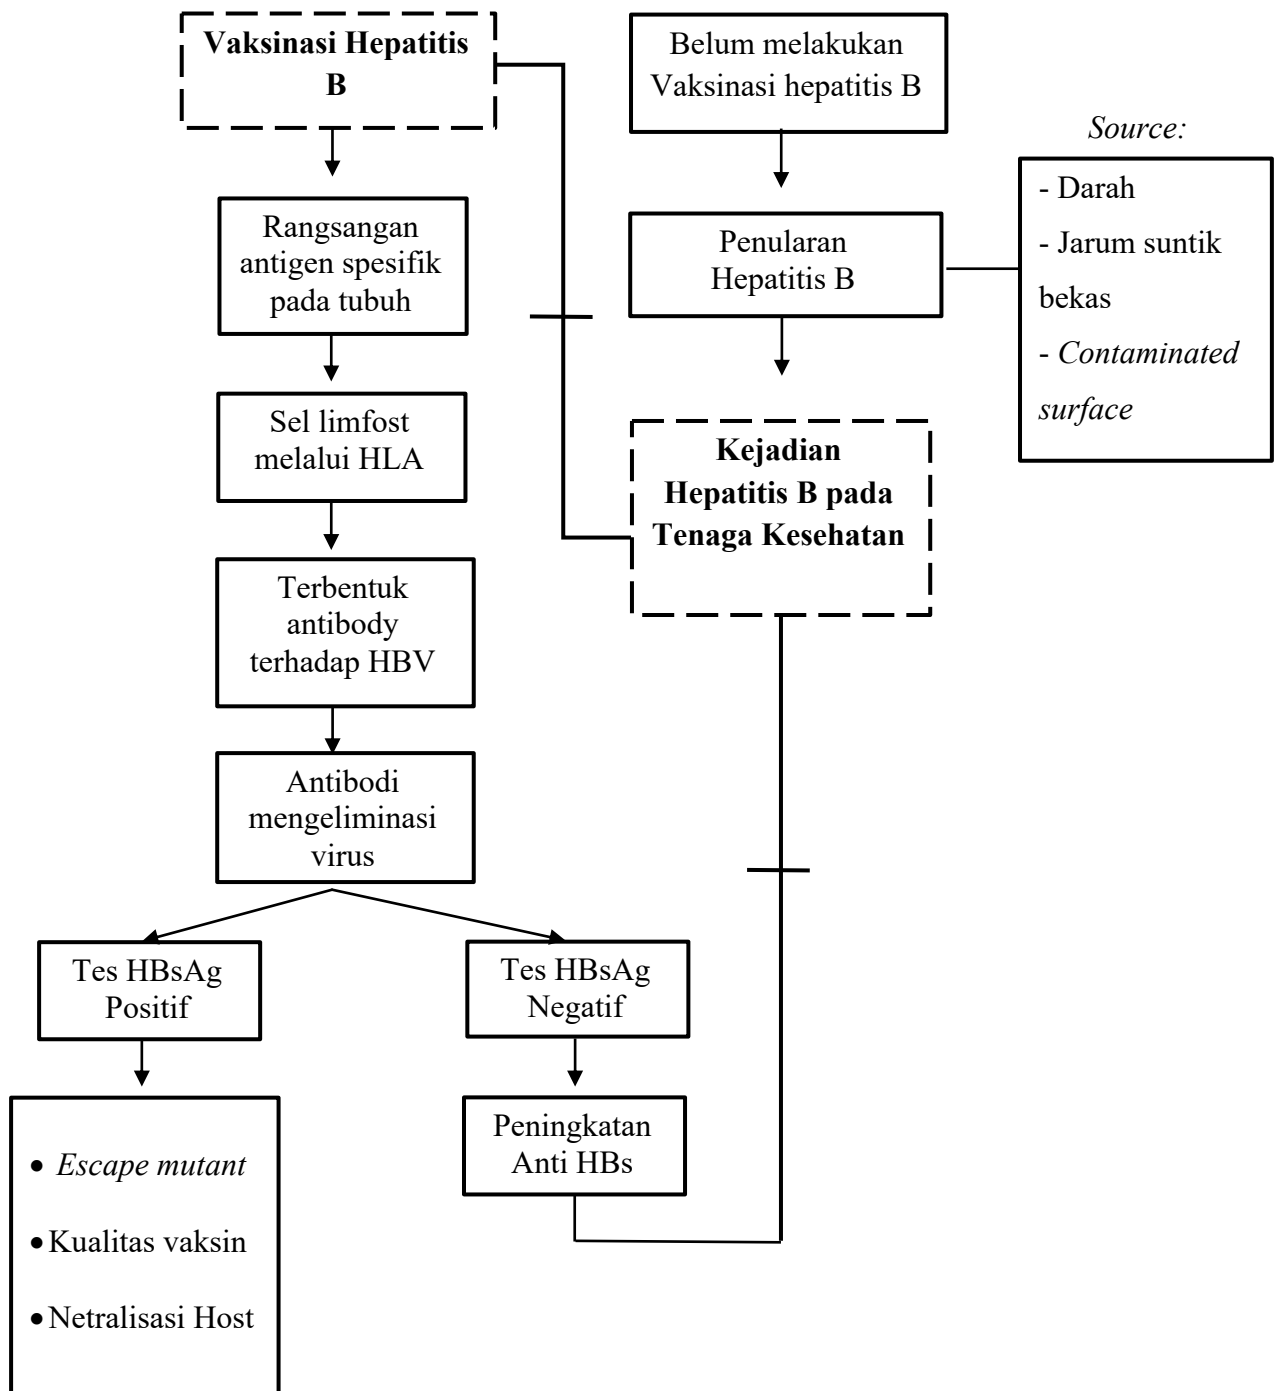 Vaksinasi Hepatitis
B
Rangsangan
antigen spesifik
pada tubuh
Sel limfost
melalui HLA
Terbentuk
antibody
terhadap HBV
Antibodi
mengeliminasi
virus
Tes HBsAg
Positif
Tes HBsAg
Negatif
• Escape mutant
• Kualitas vaksin
• Netralisasi Host
Peningkatan
Anti HBs
Belum melakukan
Vaksinasi hepatitis B
Penularan
Hepatitis B
Source:
- Darah
- Jarum suntik
bekas
- Contaminated
surface
Kejadian
Hepatitis B pada
Tenaga Kesehatan